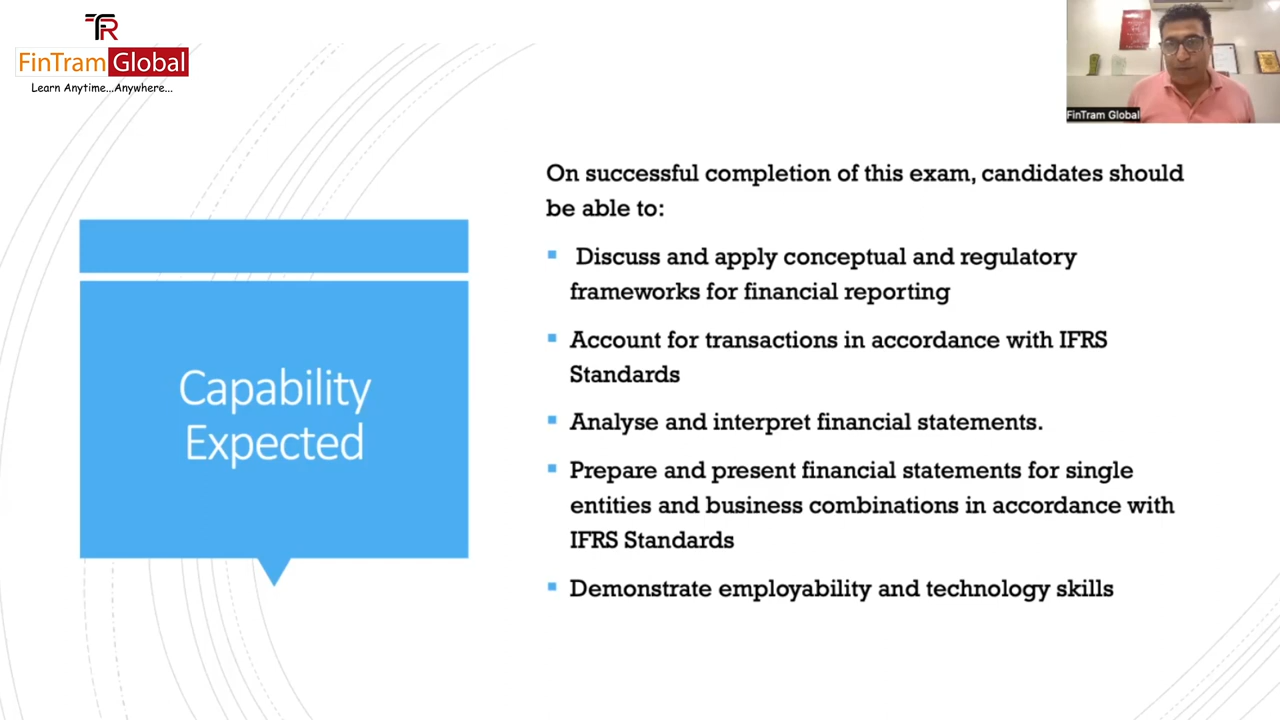 TR
FinTram Global
Learn Anytime...Anywhere...
FinTram Global
On successful completion of this exam, candidates should
be able to:
Discuss and apply conceptual and regulatory
frameworks for financial reporting
Account for transactions in accordance with IFRS
Standards
Analyse and interpret financial statements.
Prepare and present financial statements for single
entities and business combinations in accordance with
IFRS Standards
Demonstrate employability and technology skills
Capability
Expected